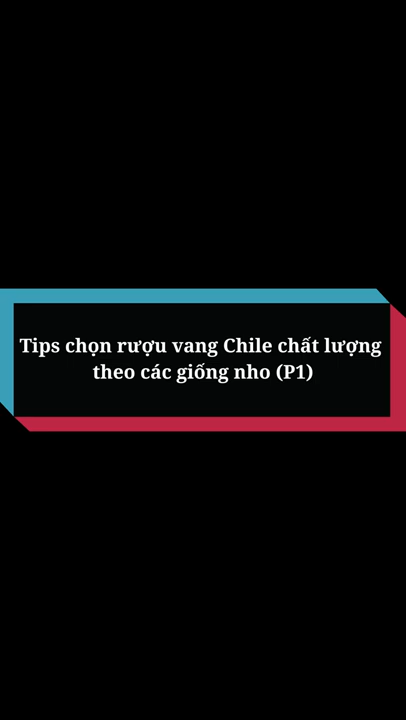 Tips chọn rượu vang Chile chất lượng
theo các giống nho (P1)